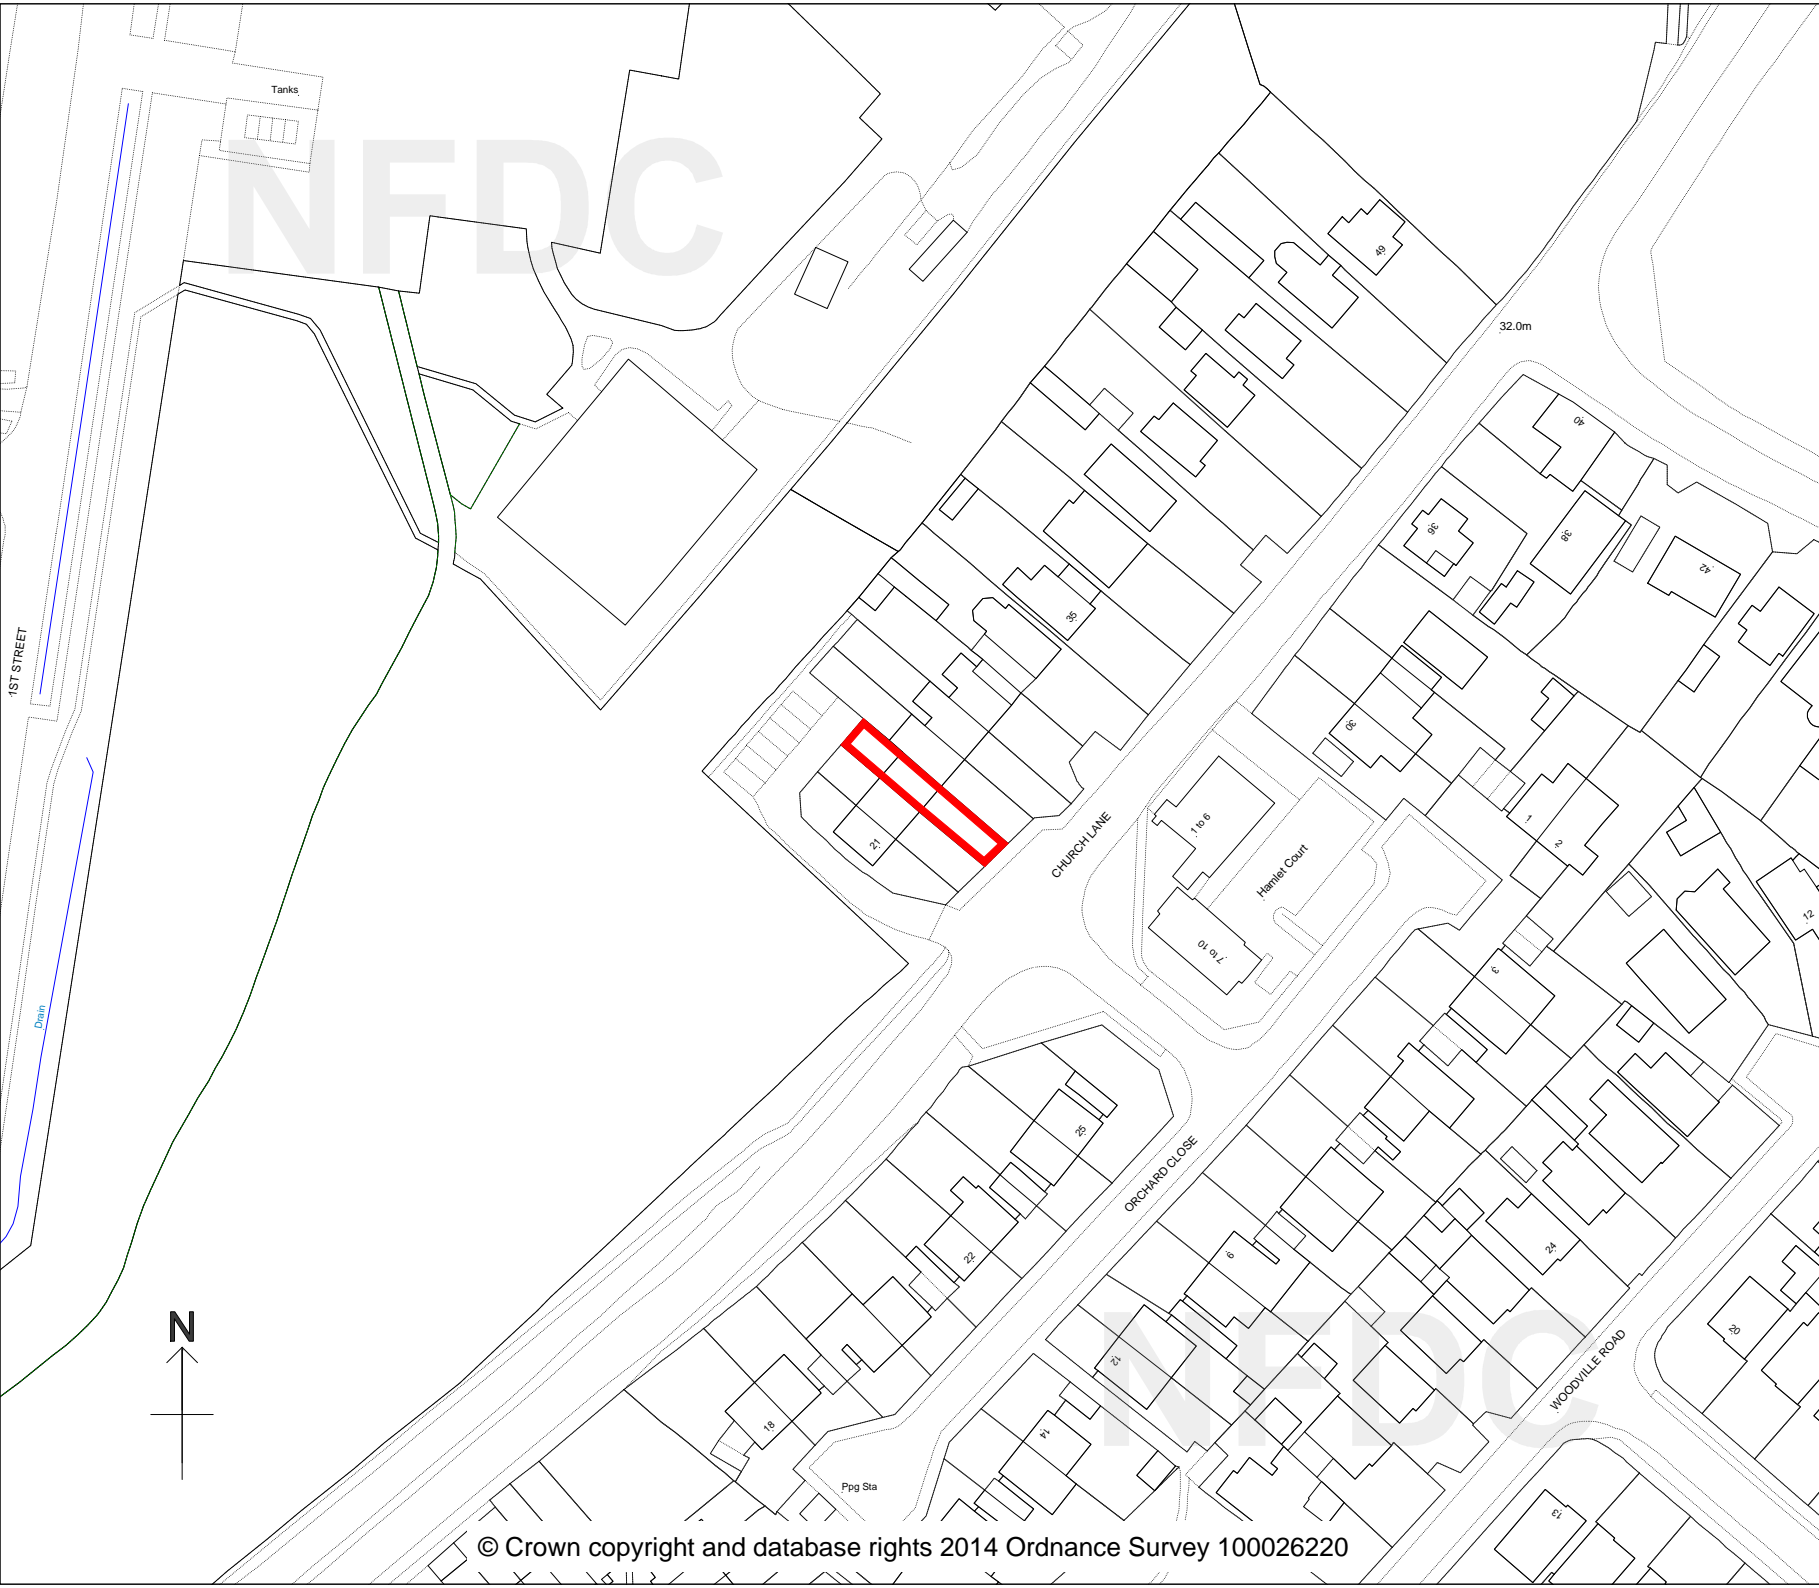 Tanks
NFDC
49
32.0m
40
36
38
42
35
1ST STREET
30
CHURCH LANE
1 to 6
1
2
21
Hamlet Court
12
7 to 10
3
Drain
25
ORCHARD CLOSE
22
6
24
N
NFDC
20
12
WOODVILLE ROAD
18
14
Ppg Sta
13
© Crown copyright and database rights 2014 Ordnance Survey 100026220